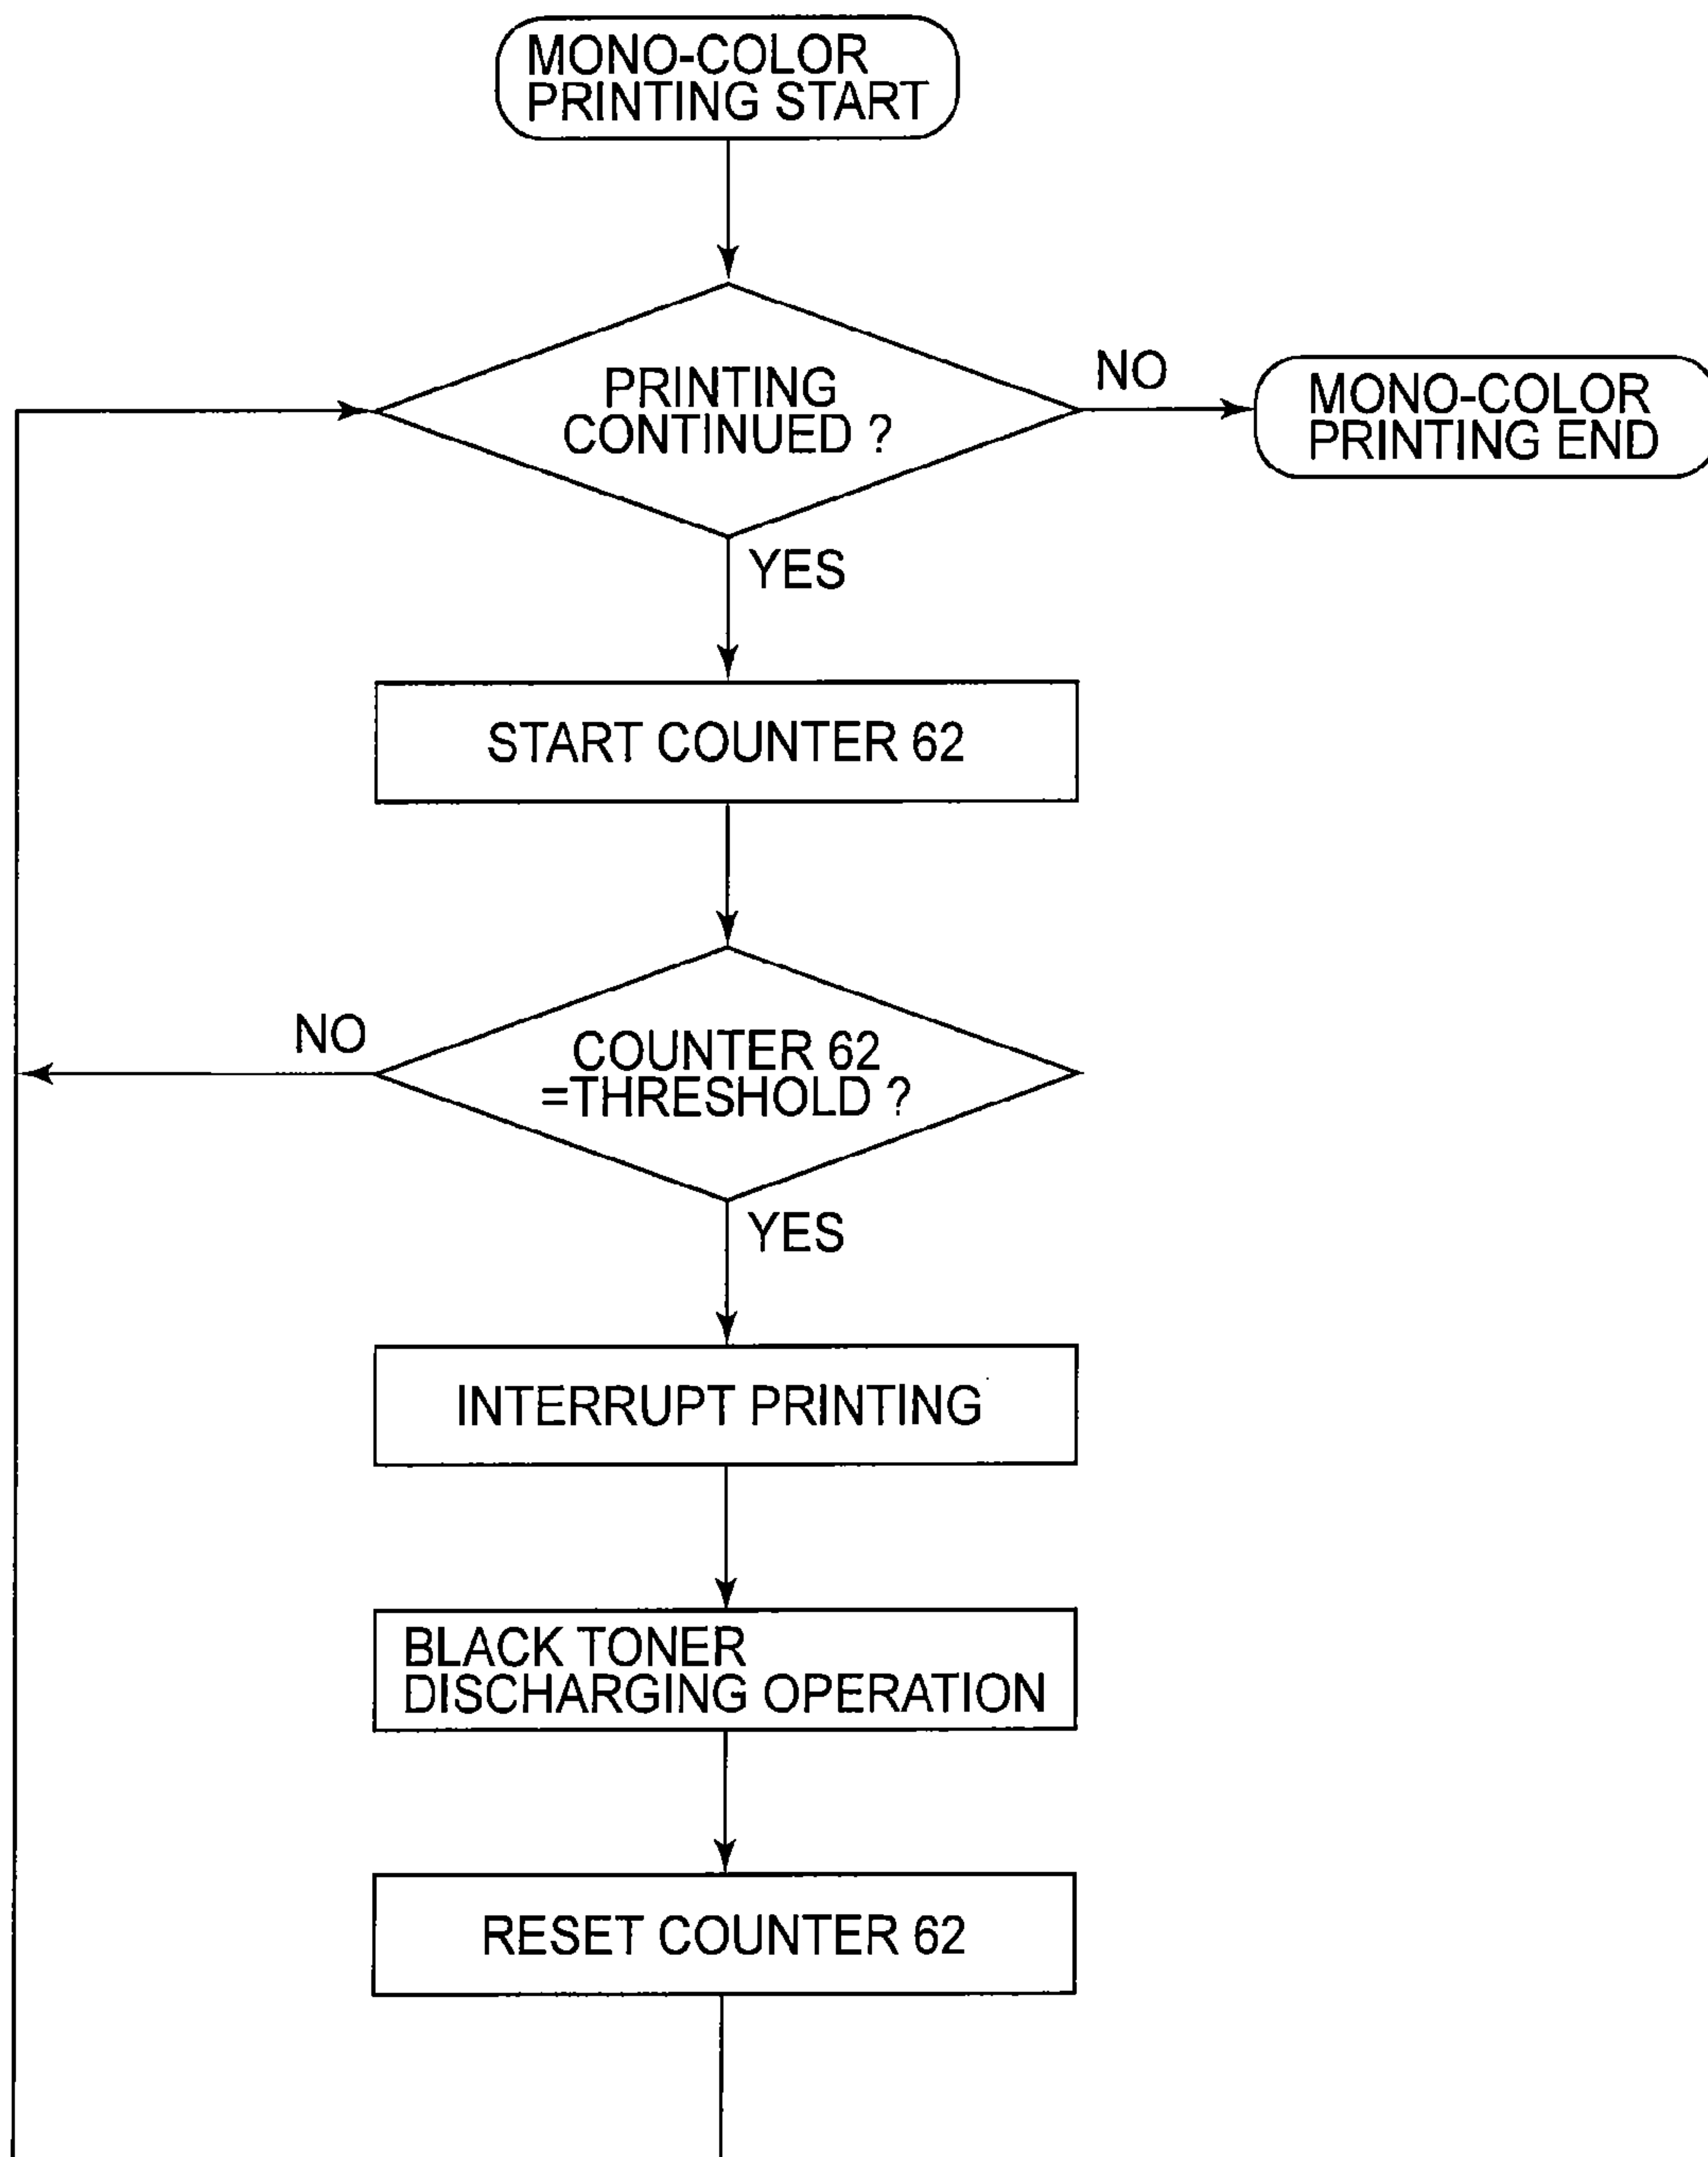 MONO-COLOR
PRINTING START
PRINTING
CONTINUED ?
NO
MONO-COLOR
PRINTING END
YES
START COUNTER 62
NO
COUNTER 62
=THRESHOLD ?
YES
INTERRUPT PRINTING
BLACK TONER
DISCHARGING OPERATION
RESET COUNTER 62